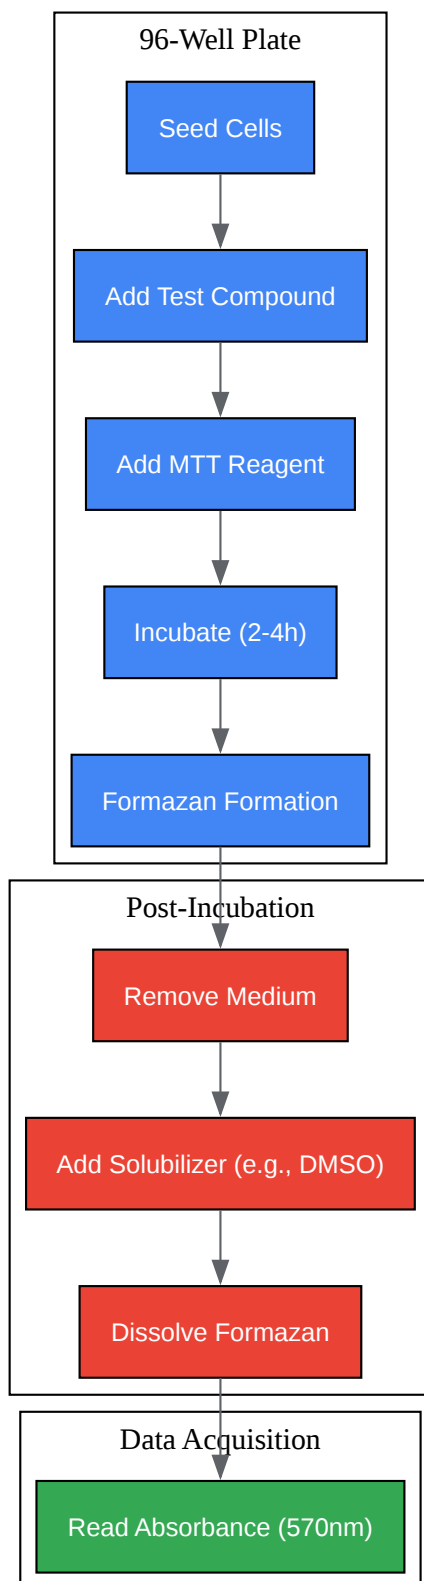 96-Well Plate
Seed Cells
Add Test Compound
Add MTT Reagent
Incubate (2-4h)
Formazan Formation
Post-Incubation
Remove Medium
Add Solubilizer (e.g., DMSO)
Dissolve Formazan
Data Acquisition
Read Absorbance (570nm)